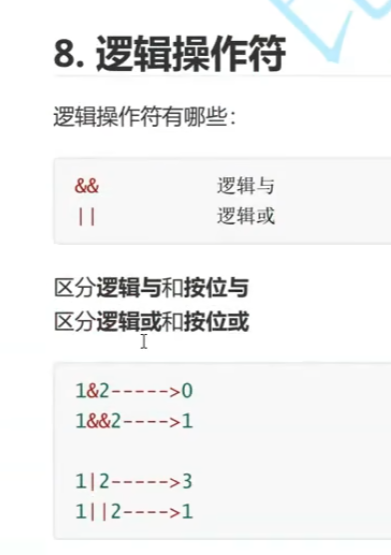 8. 逻辑操作符
逻辑操作符有哪些：
&& 逻辑与
|| 逻辑或
区分逻辑与和按位与
区分逻辑或和按位或
1&2----->0
1&&2---->1
1|2----->3
1||2---->1